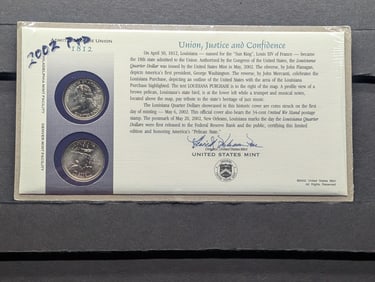 2002 P+D
UNION
1812
Union, Justice and Confidence
On April 30, 1812, Louisiana – named for the "Sun King", Louis XIV of France – became
the 18th state admitted to the Union. Authorized by the Congress of the United States, the Louisiana
Quarter Dollar was issued by the United States Mint in May, 2002. The obverse, by John Flanagan,
depicts America's first president, George Washington. The reverse, by John Mercanti, celebrates the
Louisiana Purchase, depicting an outline of the United States with the area of the Louisiana
Purchase highlighted. The text LOUISIANA PURCHASE is to the right of the map. A profile view of a
brown pelican, Louisiana's state bird, is at the lower left while a trumpet and musical notes,
located above the map, pay tribute to the state's heritage of jazz music.
The Louisiana Quarter Dollars showcased in this historic cover are coins struck on the first
day of minting — May 6, 2002. This official cover also bears the 34-cent United We Stand postage
stamp. The postmark of May 20, 2002, New Orleans, Louisiana marks the day the Louisiana Quarter
Dollars were first released to the Federal Reserve Bank and the public, certifying this limited
edition and honoring America's "Pelican State."
UNITED STATES MINT
©2002, United States Mint
All Rights Reserved